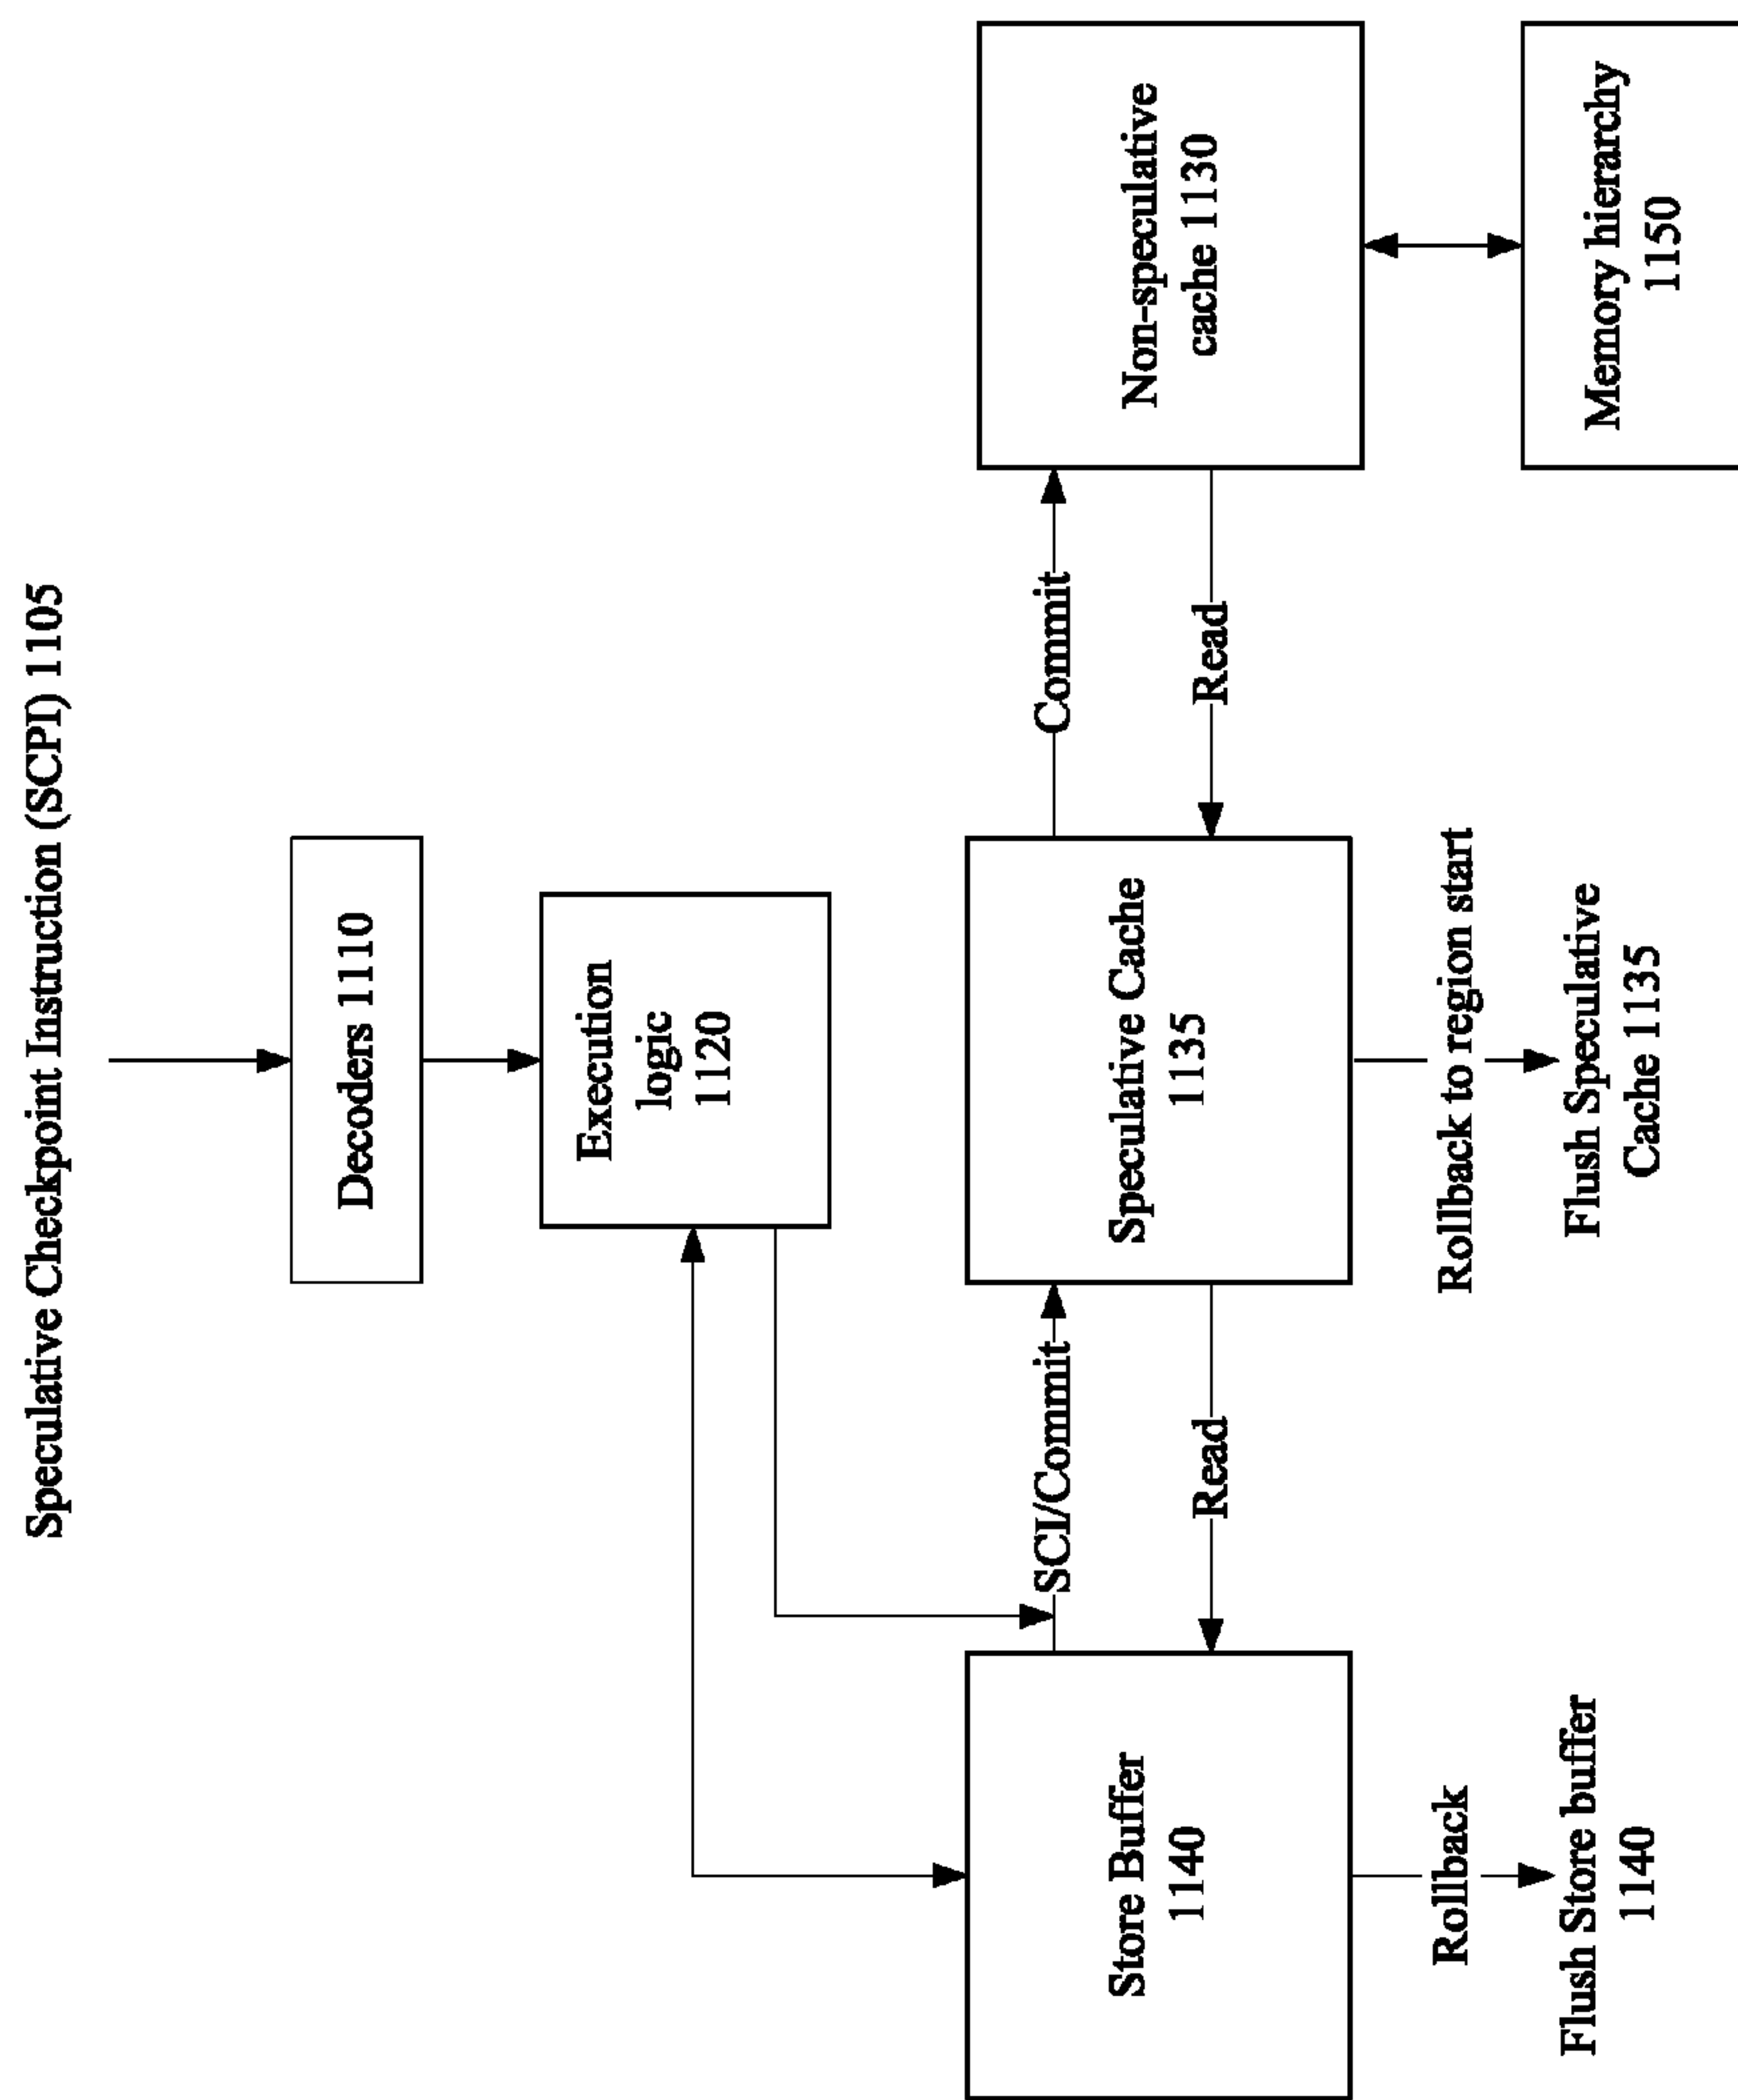 Speculative Checkpoint Instruction (SCPI) 1105
Decoders 1110
Execution
logic
1120
Store Buffer
1140
SCI/Commit
Read
Speculative Cache
1135
Commit
Read
Non-speculative
cache 1130
Rollback
Flush Store buffer
1140
Rollback to region start
Flush Speculative
Cache 1135
Memory hierarchy
1150